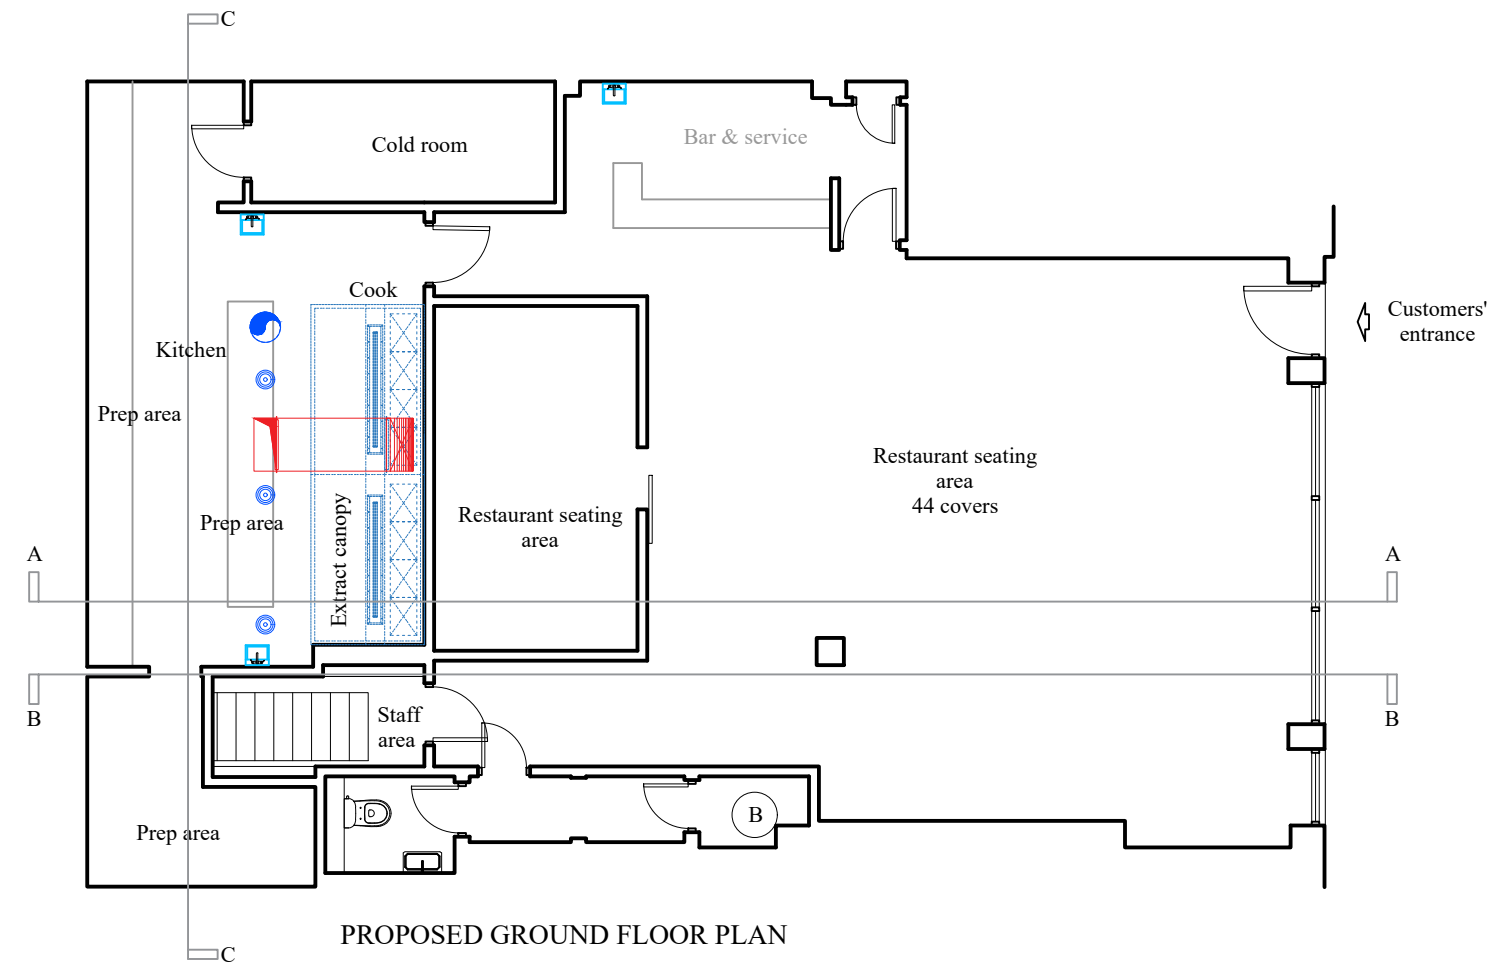 C
Cold room
Bar & service
Cook
Customers'
entrance
Kitchen
Prep area
Restaurant seating
area
44 covers
Prep area
Extract canopy
Restaurant seating
area
A
A
B
B
Staff
area
Prep area
B
PROPOSED GROUND FLOOR PLAN
C